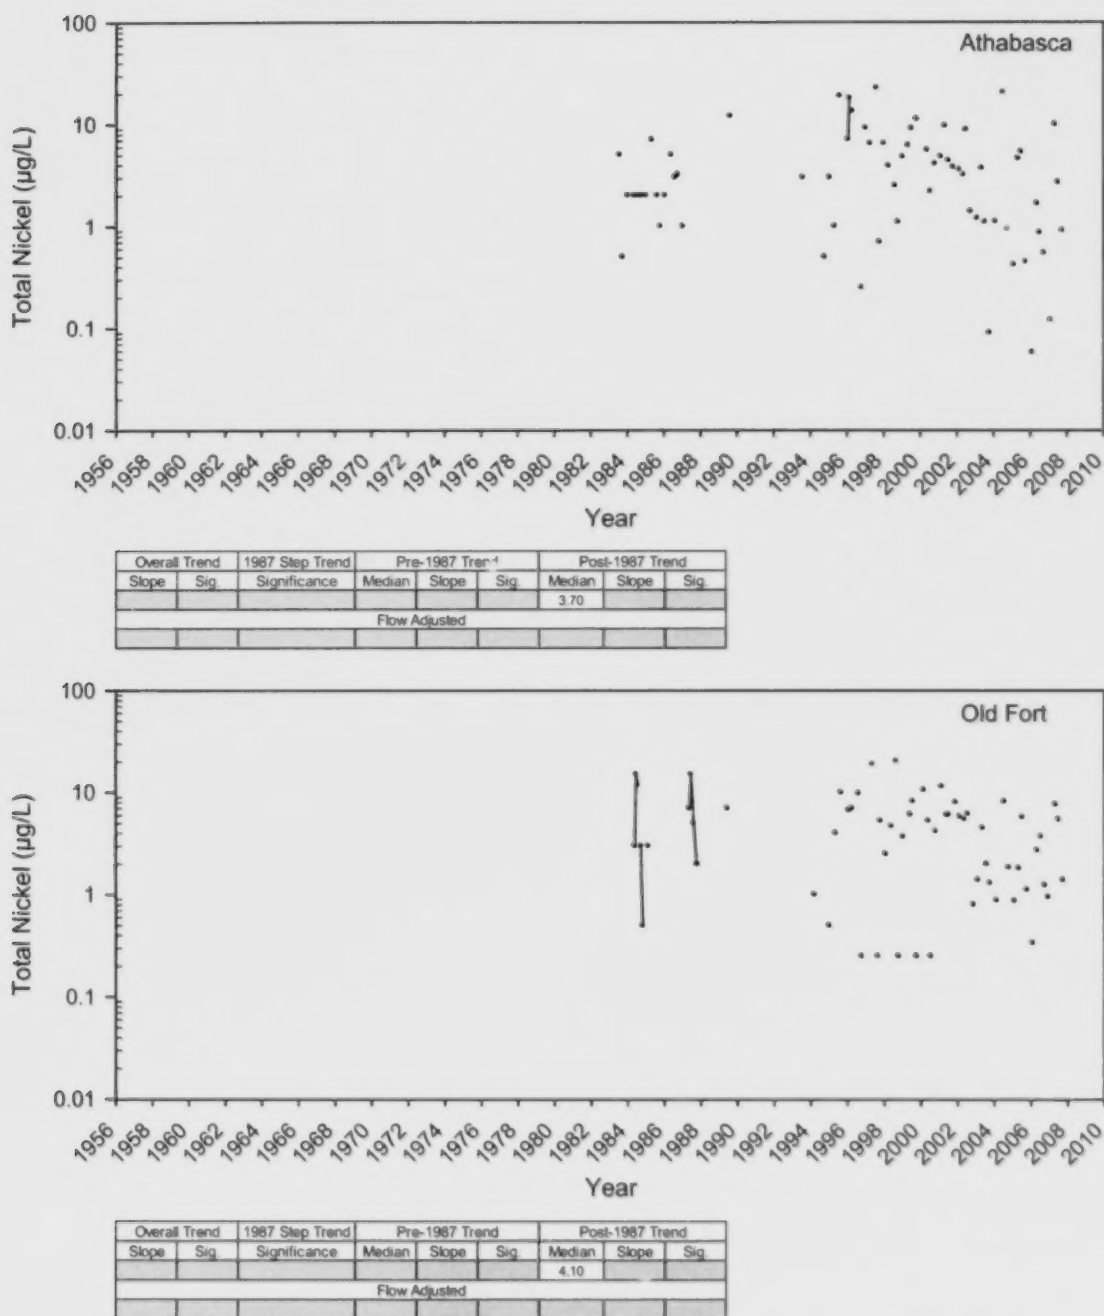 Athabasca
100
10
1
0.1
0.01
Total Nickel (µg/L)
1956 1958 1960 1962 1964 1966 1968 1970 1972 1974 1976 1978 1980 1982 1984 1986 1988 1990 1992 1994 1996 1998 2000 2002 2004 2006 2008 2010
Year
Overall Trend 1987 Step Trend Pre-1987 Trend Post-1987 Trend
Slope Sig. Significance Median Slope Sig. Median Slope Sig.
3.70
Flow Adjusted
Old Fort
100
10
1
0.1
0.01
Total Nickel (µg/L)
1956 1958 1960 1962 1964 1966 1968 1970 1972 1974 1976 1978 1980 1982 1984 1986 1988 1990 1992 1994 1996 1998 2000 2002 2004 2006 2008 2010
Year
Overall Trend 1987 Step Trend Pre-1987 Trend Post-1987 Trend
Slope Sig. Significance Median Slope Sig. Median Slope Sig.
4.10
Flow Adjusted